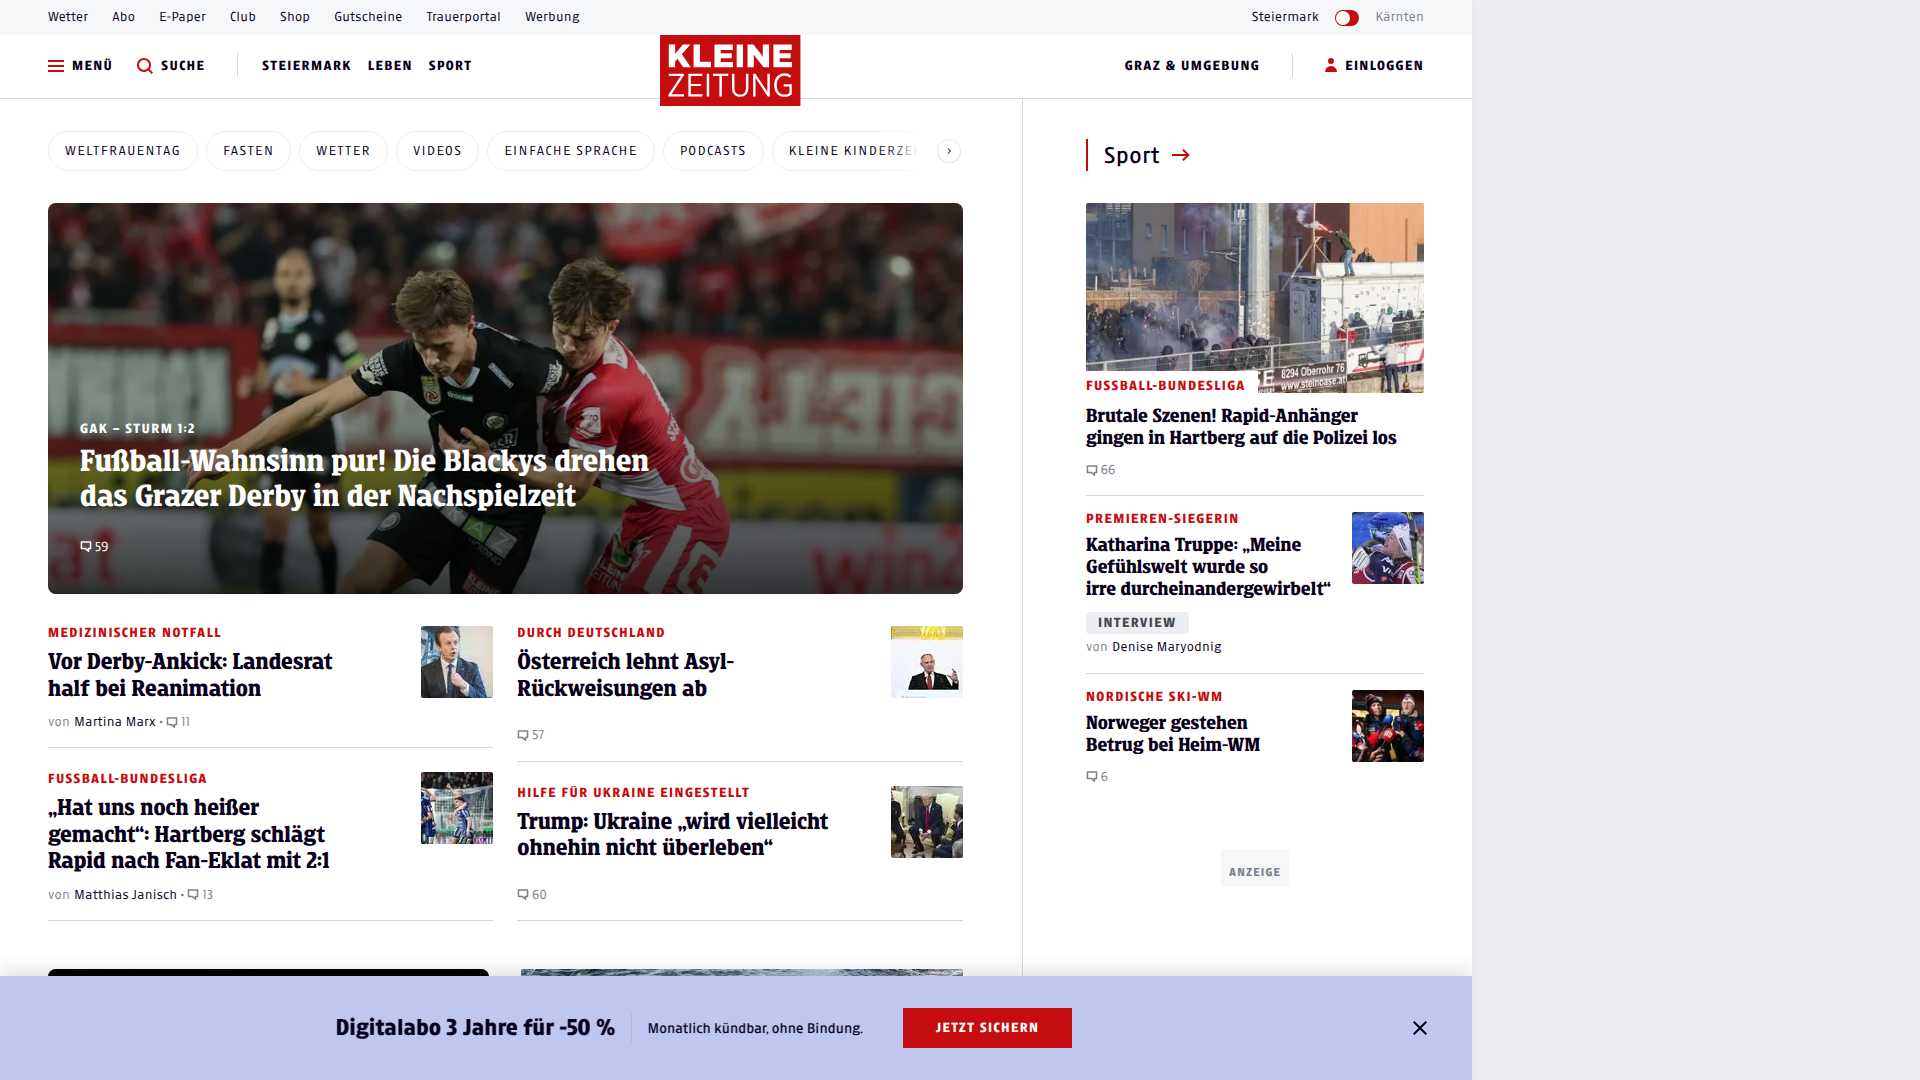 Wetter Abo E-Paper Club Shop Gutscheine Trauerportal Werbung Steiermark Kärnten
MENÜ SUCHE STEIERMARK LEBEN SPORT KLEINE ZEITUNG GRAZ & UMGEBUNG EINLOGGEN
WELTFRAUENTAG FASTEN WETTER VIDEOS EINFACHE SPRACHE PODCASTS KLEINE KINDERZEI
GAK – STURM 1:2
Fußball-Wahnsinn pur! Die Blackys drehen
das Grazer Derby in der Nachspielzeit
59
MEDIZINISCHER NOTFALL
Vor Derby-Ankick: Landesrat
half bei Reanimation
von Martina Marx · 11
FUSSBALL-BUNDESLIGA
„Hat uns noch heißer
gemacht“: Hartberg schlägt
Rapid nach Fan-Eklat mit 2:1
von Matthias Janisch · 13
DURCH DEUTSCHLAND
Österreich lehnt Asyl-
Rückweisungen ab
57
HILFE FÜR UKRAINE EINGESTELLT
Trump: Ukraine „wird vielleicht
ohnehin nicht überleben“
60
Sport
8294 Oberrohr 76
www.steinoase.at
FUSSBALL-BUNDESLIGA
Brutale Szenen! Rapid-Anhänger
gingen in Hartberg auf die Polizei los
66
PREMIEREN-SIEGERIN
Katharina Truppe: „Meine
Gefühlswelt wurde so
irre durcheinandergewirbelt“
INTERVIEW
von Denise Maryodnig
NORDISCHE SKI-WM
Norweger gestehen
Betrug bei Heim-WM
6
ANZEIGE
Digitalabo 3 Jahre für -50 % Monatlich kündbar, ohne Bindung. JETZT SICHERN